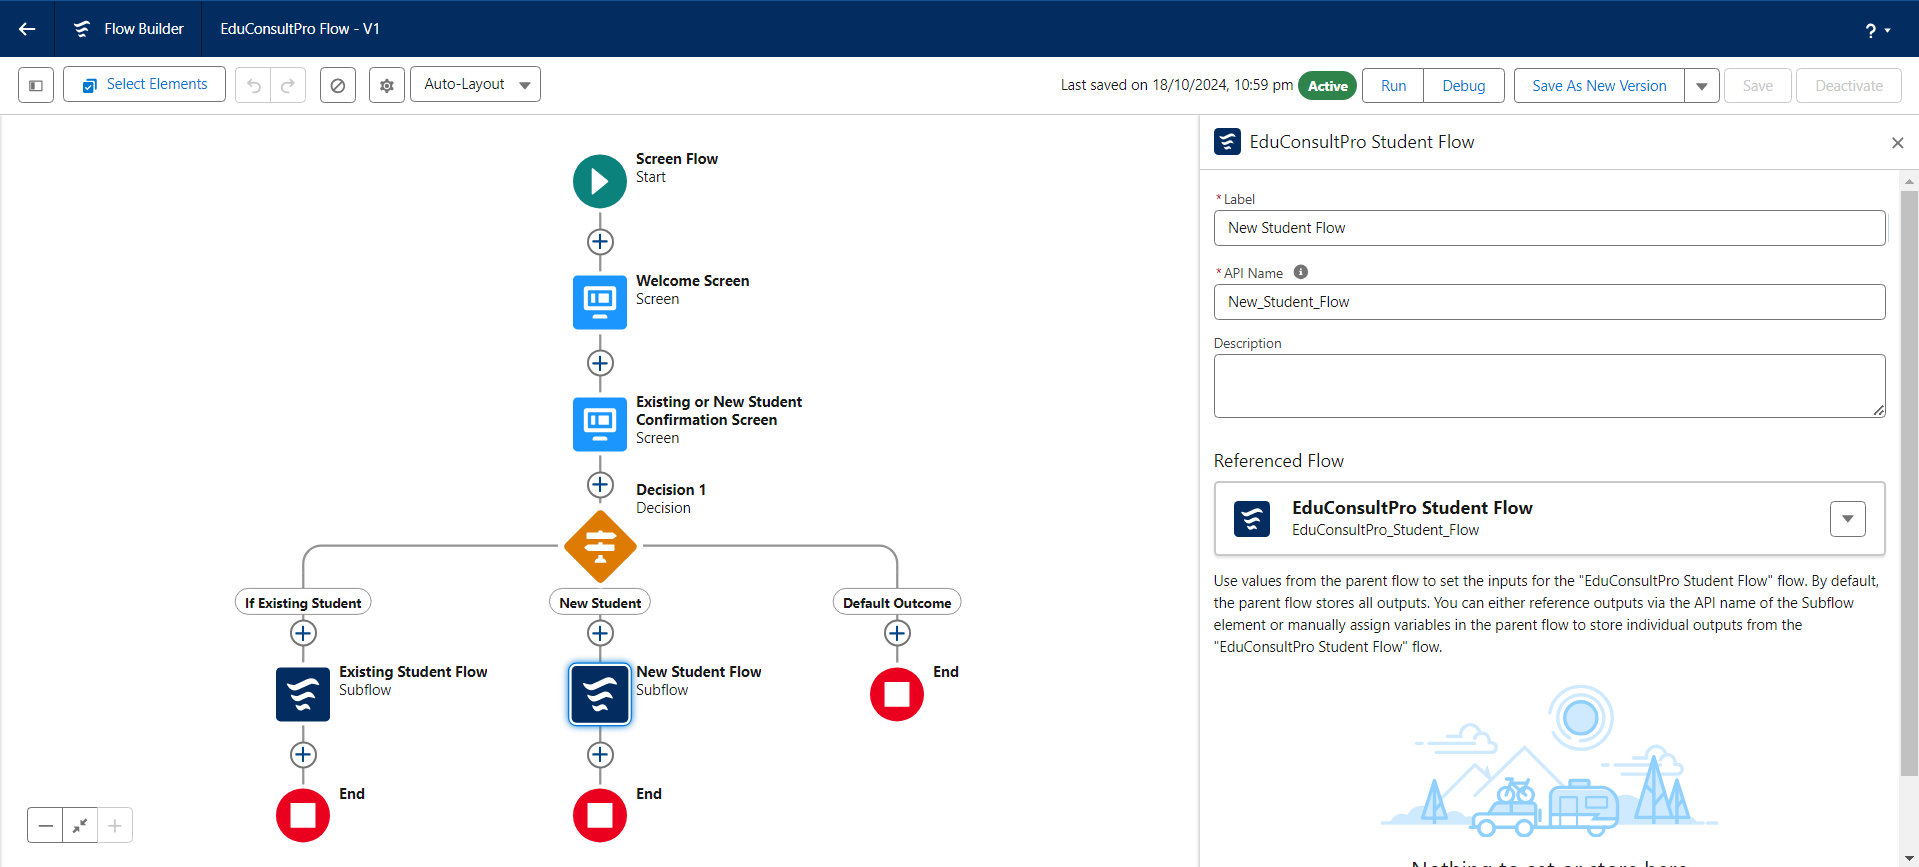 Flow Builder
EduConsultPro Flow - V1
?
Select Elements
Auto-Layout
Last saved on 18/10/2024, 10:59 pm
Active
Run
Debug
Save As New Version
Save
Deactivate
Screen Flow
Start
Welcome Screen
Screen
Existing or New Student
Confirmation Screen
Screen
Decision 1
Decision
If Existing Student
New Student
Default Outcome
Existing Student Flow
Subflow
New Student Flow
Subflow
End
End
End
EduConsultPro Student Flow
* Label
New Student Flow
* API Name
New_Student_Flow
Description
Referenced Flow
EduConsultPro Student Flow
EduConsultPro_Student_Flow
Use values from the parent flow to set the inputs for the "EduConsultPro Student Flow" flow. By default,
the parent flow stores all outputs. You can either reference outputs via the API name of the Subflow
element or manually assign variables in the parent flow to store individual outputs from the
"EduConsultPro Student Flow" flow.
Nothing to set or store here